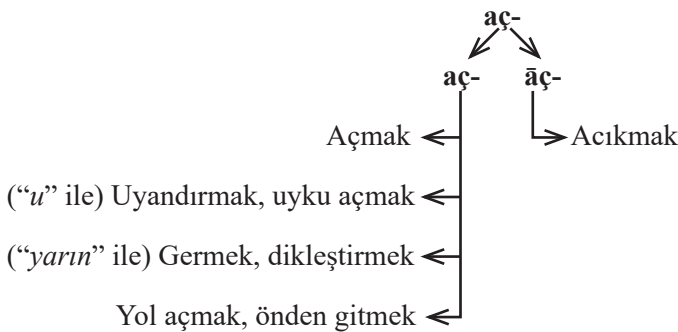 aç-
aç- āç-
Açmak Acıkmak
(“u” ile) Uyandırmak, uyku açmak
(“yarın” ile) Germek, dikleştirmek
Yol açmak, önden gitmek